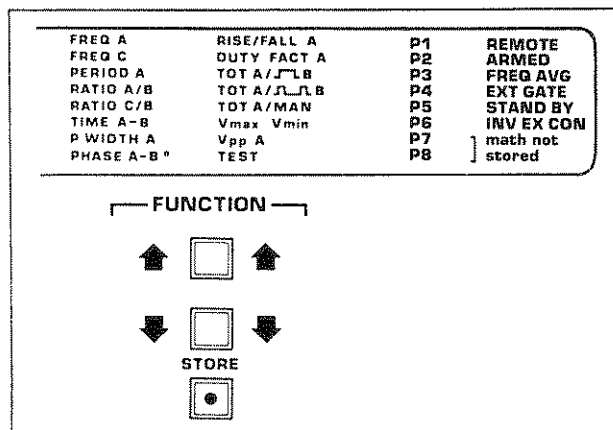 FREQ A RISE/FALL A P1 REMOTE
FREQ C DUTY FACT A P2 ARMED
PERIOD A TOT A/ B P3 FREQ AVG
RATIO A/B TOT A/ B P4 EXT GATE
RATIO C/B TOT A/MAN P5 STAND BY
TIME A-B Vmax Vmin P6 INV EX CON
P WIDTH A Vpp A P7 math not
PHASE A-B° TEST P8 stored
FUNCTION
STORE